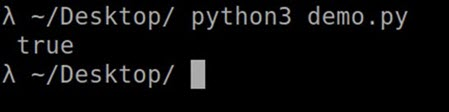 λ ~/Desktop/ python3 demo.py
 true
λ ~/Desktop/